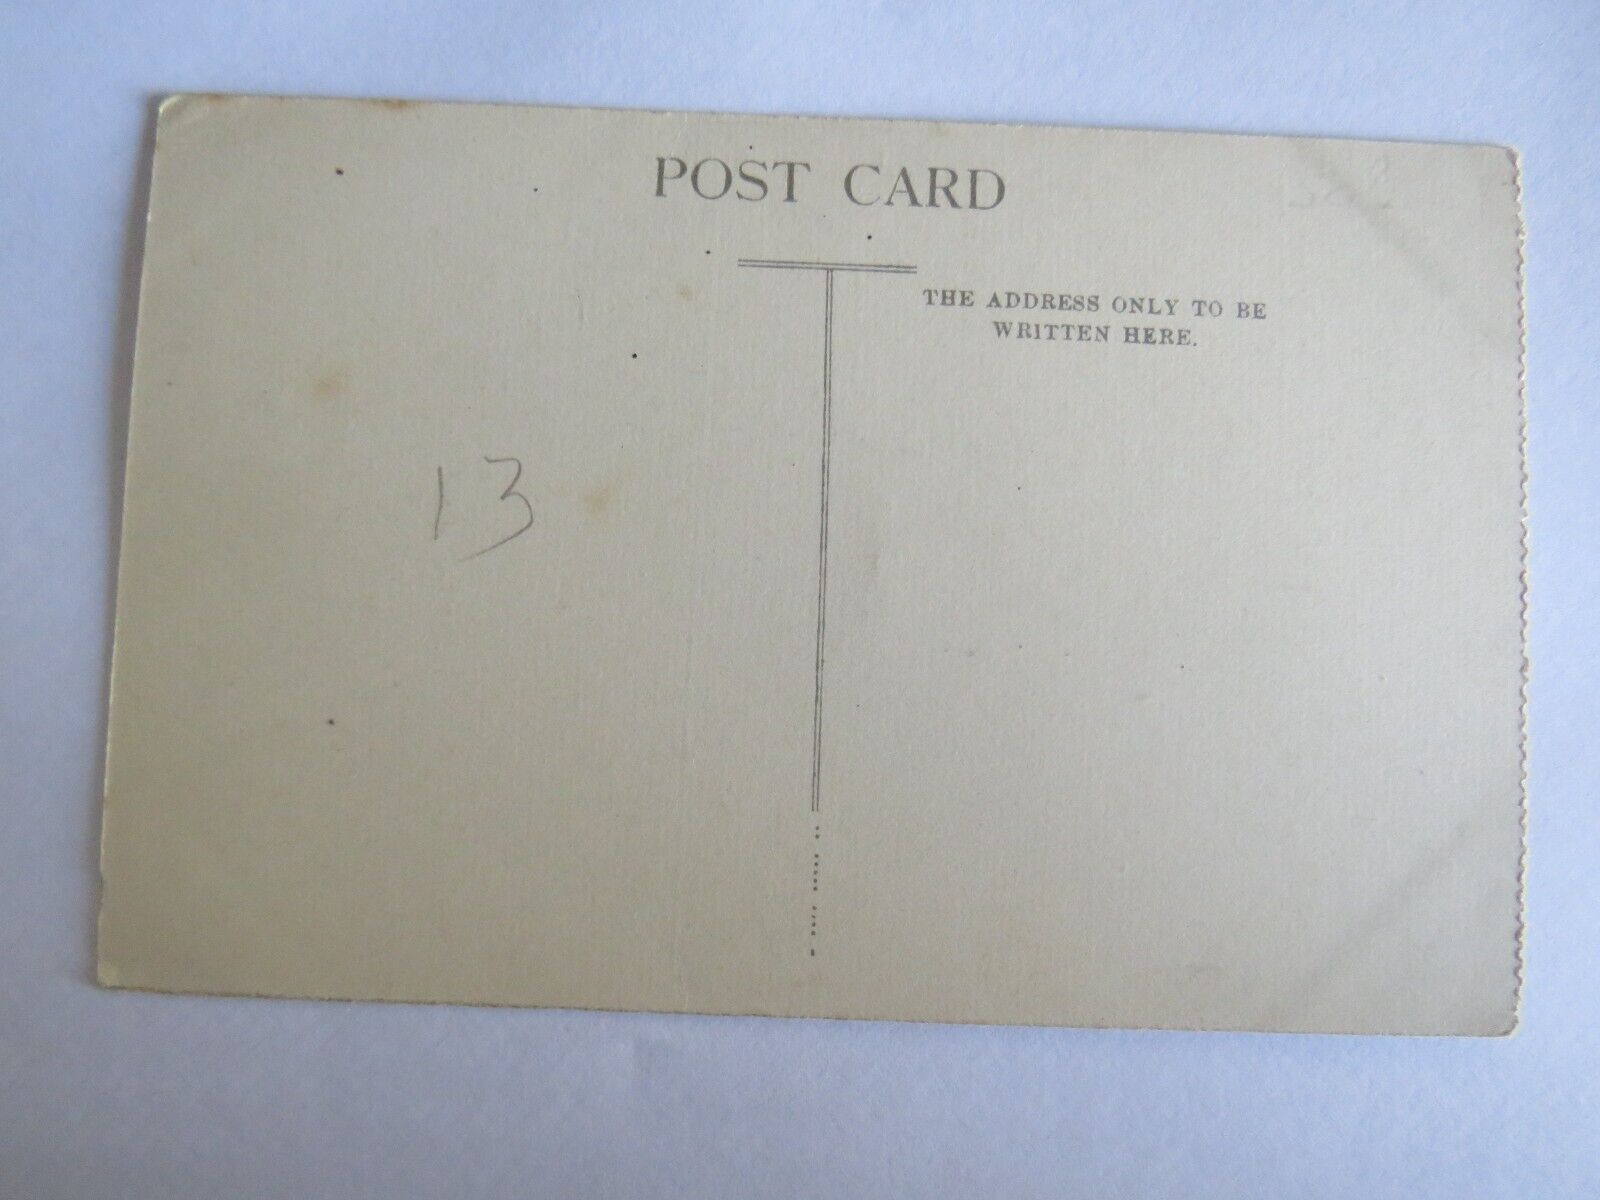 POST CARD
THE ADDRESS ONLY TO BE
WRITTEN HERE.
13